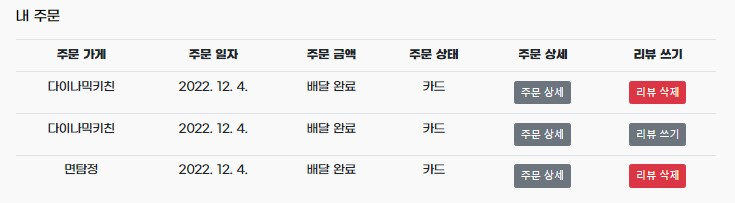 내 주문
주문 가게 주문 일자 주문 금액 주문 상태 주문 상세 리뷰 쓰기
다이나믹키친 2022. 12. 4. 배달 완료 카드 주문 상세 리뷰 삭제
다이나믹키친 2022. 12. 4. 배달 완료 카드 주문 상세 리뷰 쓰기
면탐정 2022. 12. 4. 배달 완료 카드 주문 상세 리뷰 삭제